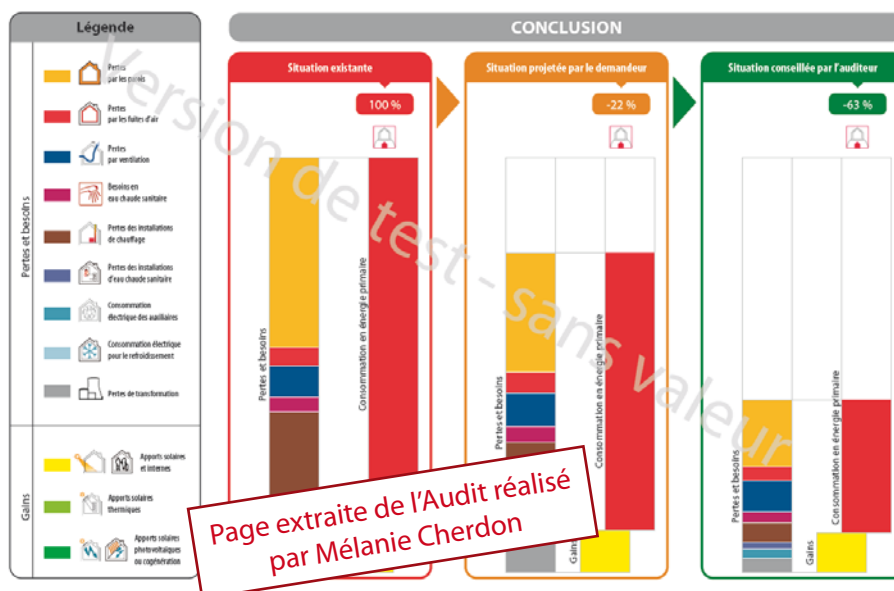 Légende
Pertes
par les parois
Pertes
par les fuites d'air
Pertes
par ventilation
Besoins en
eau chaude sanitaire
Pertes des installations
de chauffage
Pertes des installations
d'eau chaude sanitaire
Consommation
électrique des auxiliaires
Consommation électrique
pour le refroidissement
Pertes de transformation
Pertes et besoins
Apports solaires
et internes
Apports solaires
thermiques
Apports solaires
photovoltaïques
ou cogénération
Gains
CONCLUSION
Situation existante
100 %
Pertes et besoins
Consommation en énergie primaire
Situation projetée par le demandeur
-22 %
Pertes et besoins
Consommation en énergie primaire
Gains
Situation conseillée par l'auditeur
-63 %
Pertes et besoins
Consommation en énergie primaire
Gains
Version de test - sans valeur
Page extraite de l'Audit réalisé
par Mélanie Cherdon